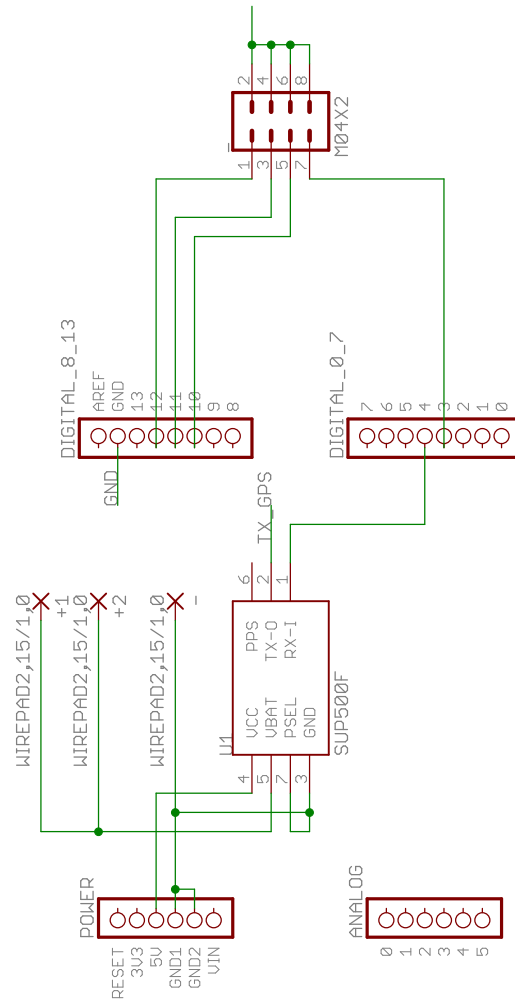 2
4
6
8
M04X2
1
3
5
7
DIGITAL_8_13
AREF
GND
13
12
11
10
9
8
DIGITAL_0_7
7
6
5
4
3
2
1
0
GND
TX_GPS
WIREPAD2,15/1,0
+1
WIREPAD2,15/1,0
+2
WIREPAD2,15/1,0
-
6
2
1
PPS
TX-O
RX-I
U1
VCC
VBAT
PSEL
GND
SUP500F
4
5
7
3
POWER
RESET
3V3
5V
GND1
GND2
VIN
ANALOG
0
1
2
3
4
5